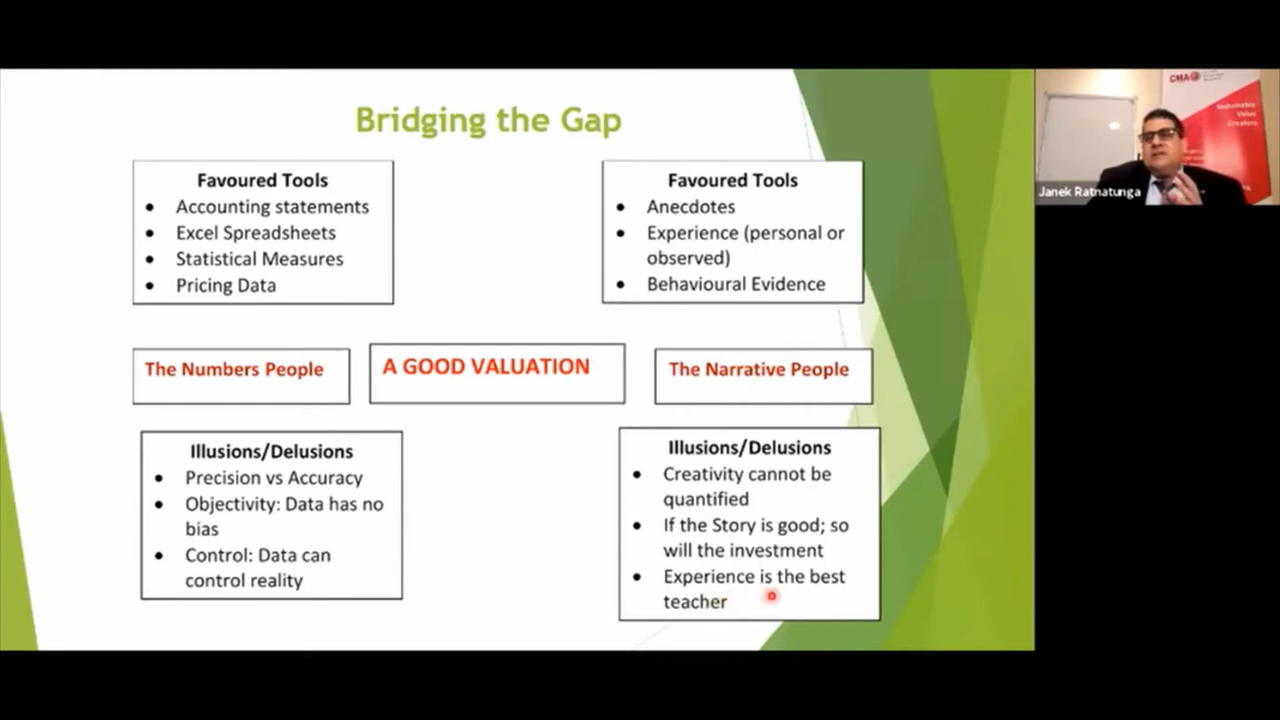 Bridging the Gap
Favoured Tools
• Accounting statements
• Excel Spreadsheets
• Statistical Measures
• Pricing Data
Favoured Tools
• Anecdotes
• Experience (personal or
observed)
• Behavioural Evidence
The Numbers People
A GOOD VALUATION
The Narrative People
Illusions/Delusions
• Precision vs Accuracy
• Objectivity: Data has no
bias
• Control: Data can
control reality
Illusions/Delusions
• Creativity cannot be
quantified
• If the Story is good; so
will the investment
• Experience is the best
teacher
CMA
Sustainable
Value
Creators
Janek Ratnatunga